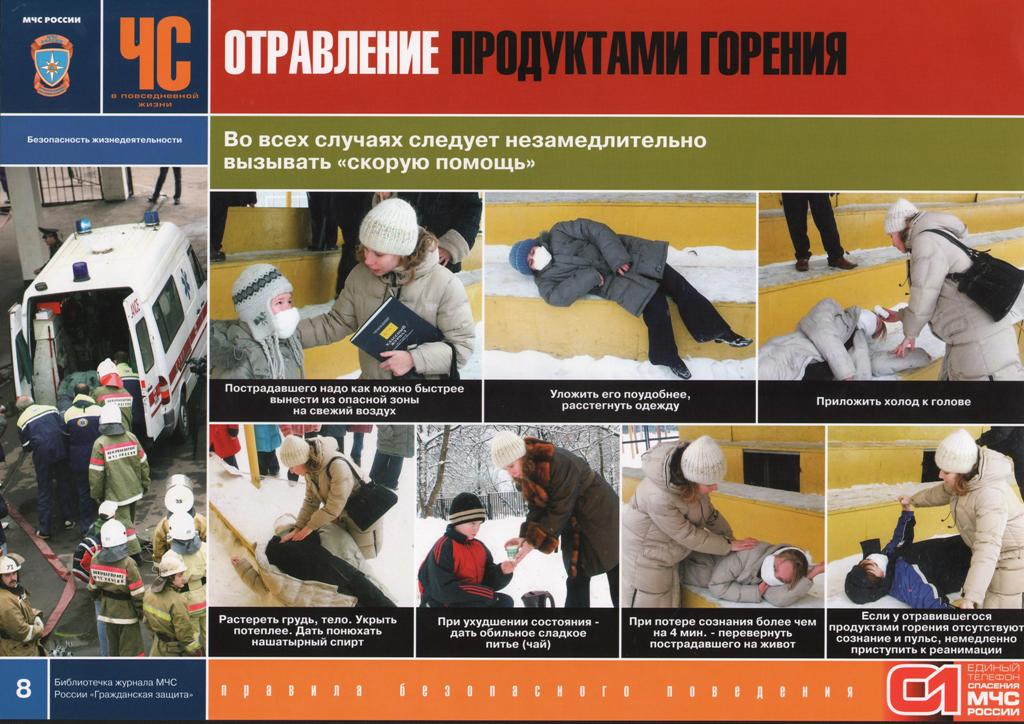 МЧС РОССИИ
ЧС
в повседневной
жизни
ОТРАВЛЕНИЕ ПРОДУКТАМИ ГОРЕНИЯ
Безопасность жизнедеятельности
Во всех случаях следует незамедлительно
вызывать «скорую помощь»
Пострадавшего надо как можно быстрее
вынести из опасной зоны
на свежий воздух
Уложить его поудобнее,
расстегнуть одежду
Приложить холод к голове
Растереть грудь, тело. Укрыть
потеплее. Дать понюхать
нашатырный спирт
При ухудшении состояния -
дать обильное сладкое
питье (чай)
При потере сознания более чем
на 4 мин. - перевернуть
пострадавшего на живот
Если у отравившегося
продуктами горения отсутствуют
сознание и пульс, немедленно
приступить к реанимации
8
Библиотечка журнала МЧС
России «Гражданская защита»
правила безопасного поведения
01
ЕДИНЫЙ
ТЕЛЕФОН
СПАСЕНИЯ
МЧС
РОССИИ